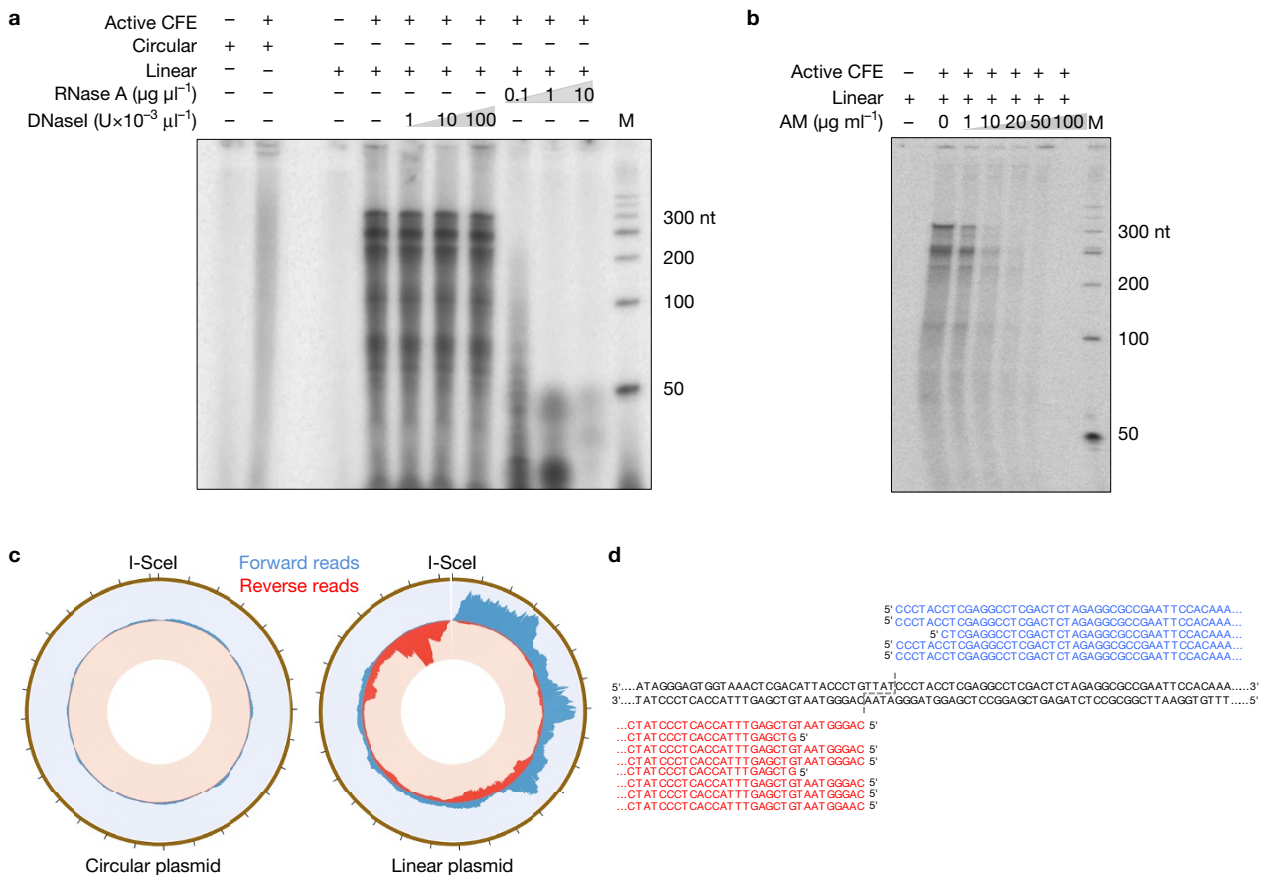 a
Active CFE – + – + + + + + + +
Circular + + – – – – – – – –
Linear – – + + + + + + + +
RNase A (µg µl⁻¹) – – – – – – – 0.1 1 10
DNaseI (U×10⁻³ µl⁻¹) – – – – 1 10 100 – – – M
300 nt
200
100
50
b
Active CFE – + + + + + +
Linear + + + + + + +
AM (µg ml⁻¹) – 0 1 10 20 50 100 M
300 nt
200
100
50
c
I-SceI
Forward reads
Reverse reads
I-SceI
Circular plasmid
Linear plasmid
d
5' CCCTACCTCGAGGCCTCGACTCTAGAGGCGCCGAATTCCACAAA...
5' CCCTACCTCGAGGCCTCGACTCTAGAGGCGCCGAATTCCACAAA...
5' CTCGAGGCCTCGACTCTAGAGGCGCCGAATTCCACAAA...
5' CCCTACCTCGAGGCCTCGACTCTAGAGGCGCCGAATTCCACAAA...
5' CCCTACCTCGAGGCCTCGACTCTAGAGGCGCCGAATTCCACAAA...
5'.....ATAGGGAGTGGTAAACTCGACATTACCCTGTTATCCCTACCTCGAGGCCTCGACTCTAGAGGCGCCGAATTCCACAAA.....3'
3'.....TATCCCTCACCATTTGAGCTGTAATGGGACAATAGGGATGGAGCTCCGGAGCTGAGATCTCCGCGGCTTAAGGTGTTT.....5'
...CTATCCCTCACCATTTGAGCTGTAATGGGAC 5'
...CTATCCCTCACCATTTGAGCTG 5'
...CTATCCCTCACCATTTGAGCTGTAATGGGAC 5'
...CTATCCCTCACCATTTGAGCTGTAATGGGAC 5'
...CTATCCCTCACCATTTGAGCTG 5'
...CTATCCCTCACCATTTGAGCTGTAATGGGAC 5'
...CTATCCCTCACCATTTGAGCTGTAATGGGAC 5'
...CTATCCCTCACCATTTGAGCTGTAATGGAAC 5'